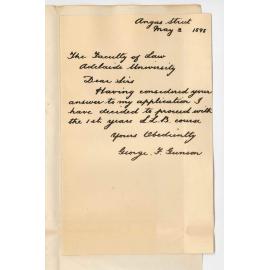 Angas Street
May 2 1898
The Faculty of Law
Adelaide University
Dear Sirs
Having considered your
answer to my application I
have decided to proceed with
the 1st. years LL.B. course
Yours Obediently
George. F. Gunson